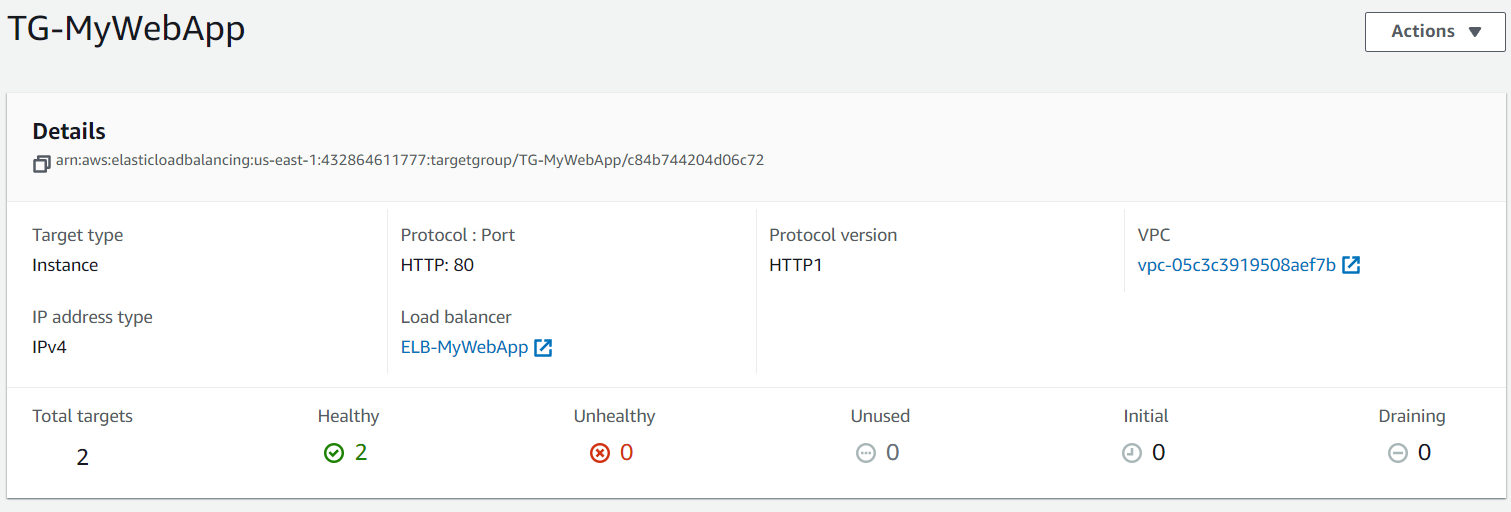 TG-MyWebApp
Actions
Details
arn:aws:elasticloadbalancing:us-east-1:432864611777:targetgroup/TG-MyWebApp/c84b744204d06c72
Target type
Instance
Protocol : Port
HTTP: 80
Protocol version
HTTP1
VPC
vpc-05c3c3919508aef7b
IP address type
IPv4
Load balancer
ELB-MyWebApp
Total targets
2
Healthy
2
Unhealthy
0
Unused
0
Initial
0
Draining
0